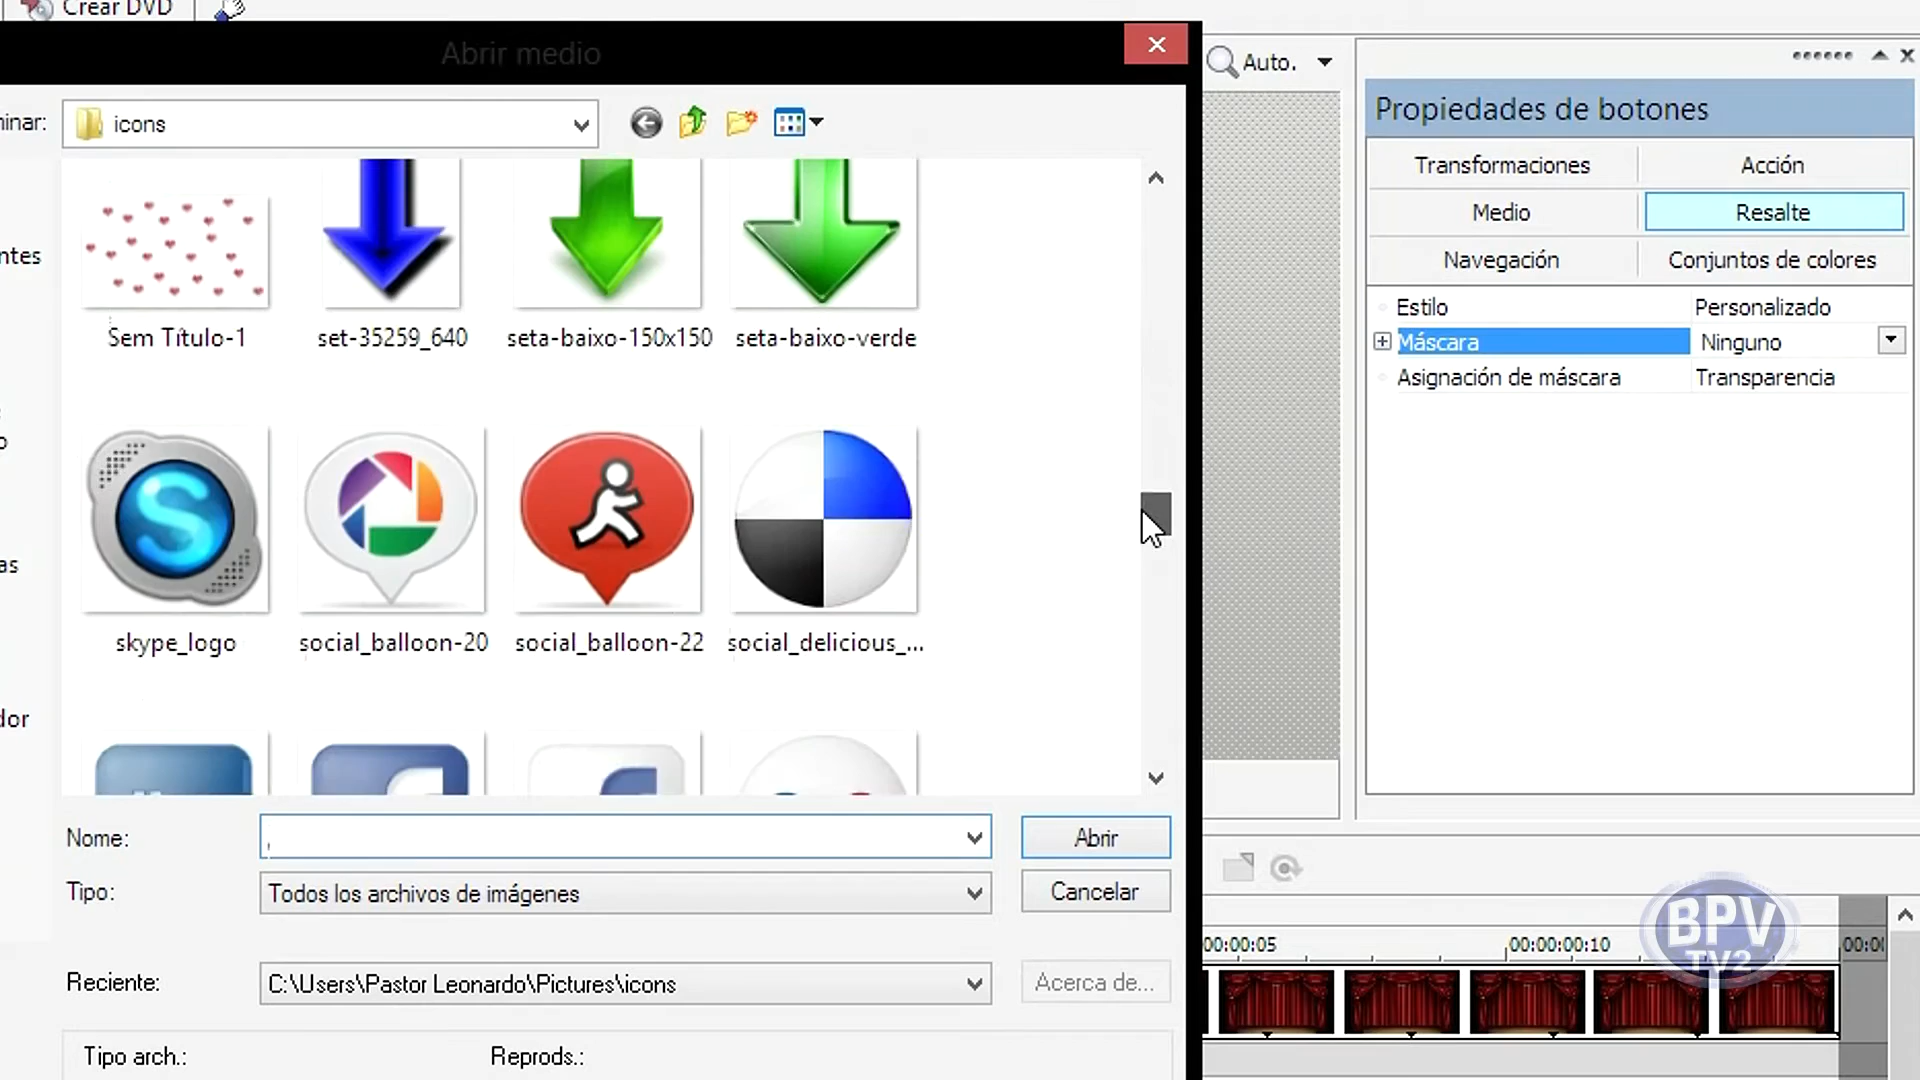 Crear DVD
Abrir medio
Auto.
inar:
icons
Propiedades de botones
Transformaciones
Acción
Medio
Resalte
Navegación
Conjuntos de colores
Estilo
Personalizado
Máscara
Ninguno
Asignación de máscara
Transparencia
ntes
as
dor
Sem Título-1
set-35259_640
seta-baixo-150x150
seta-baixo-verde
skype_logo
social_balloon-20
social_balloon-22
social_delicious_...
Nome:
Abrir
Tipo:
Todos los archivos de imágenes
Cancelar
Reciente:
C:\Users\Pastor Leonardo\Pictures\icons
Acerca de...
Tipo arch.:
Reprods.:
00:00:05
00:00:00:10
00:00
BPV
TV2